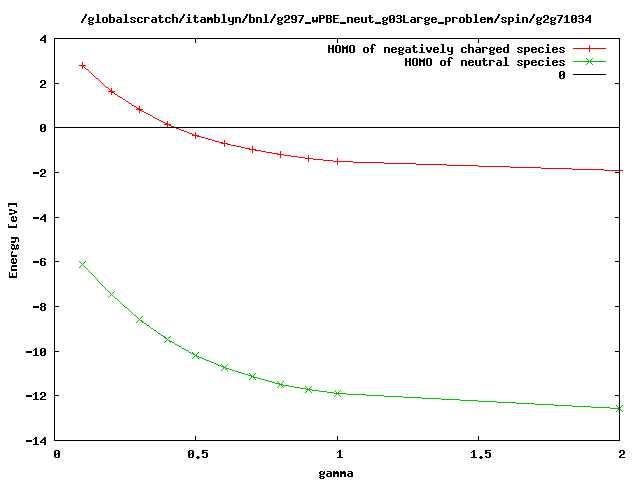 /globalscratch/itamblyn/bnl/g297_wPBE_neut_g03Large_problem/spin/g2g71034
HOMO of negatively charged species
HOMO of neutral species
0
4
2
0
-2
-4
-6
-8
-10
-12
-14
Energy [eV]
0 0.5 1 1.5 2
gamma